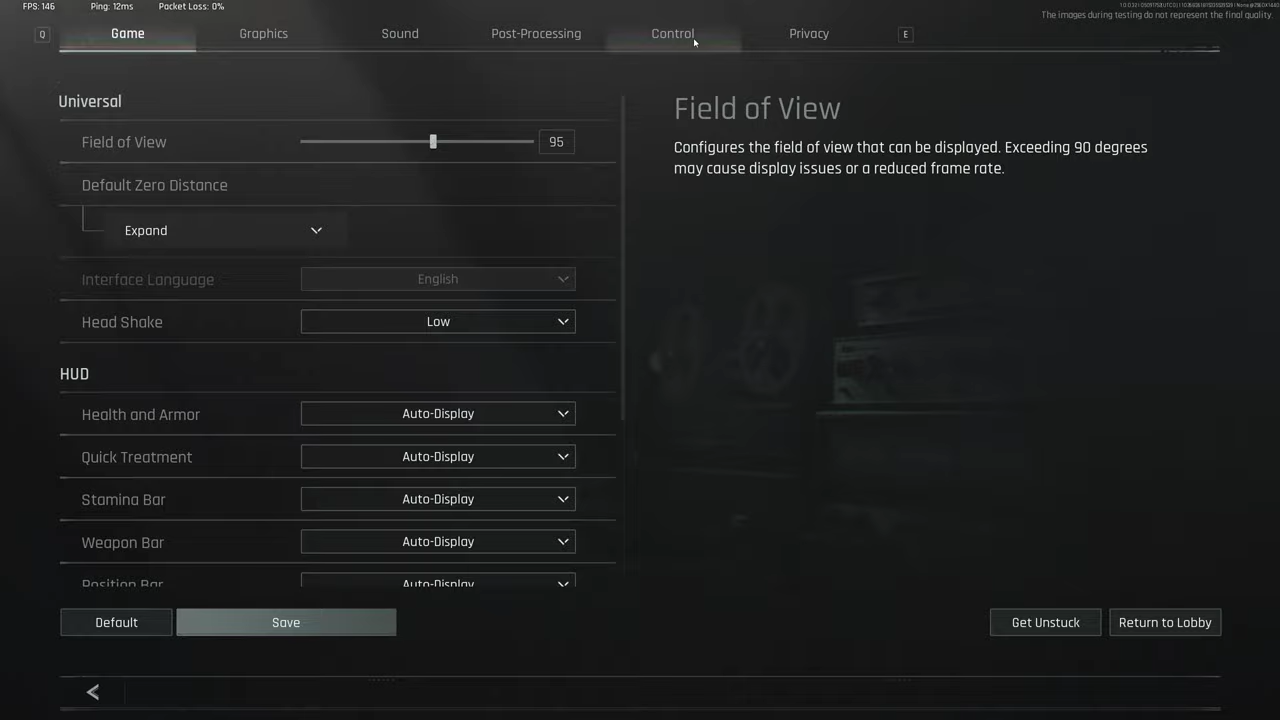 FPS: 146 Ping: 12ms Packet Loss: 0%
The images during testing do not represent the final quality.
Q Game Graphics Sound Post-Processing Control Privacy E
Universal
Field of View 95
Default Zero Distance
Expand
Interface Language English
Head Shake Low
HUD
Health and Armor Auto-Display
Quick Treatment Auto-Display
Stamina Bar Auto-Display
Weapon Bar Auto-Display
Position Bar Auto-Display
Field of View
Configures the field of view that can be displayed. Exceeding 90 degrees
may cause display issues or a reduced frame rate.
Default Save Get Unstuck Return to Lobby